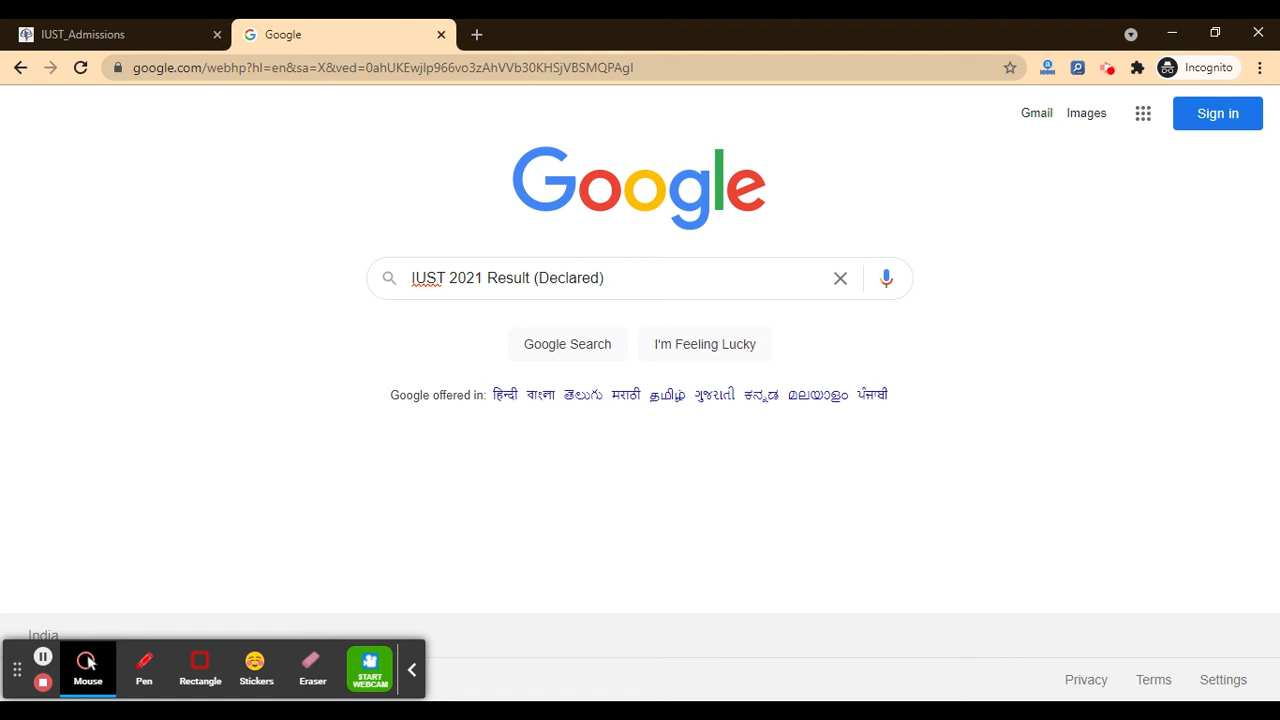 IUST_Admissions
Google
google.com/webhp?hl=en&sa=X&ved=0ahUKEwjIp966vo3zAhVVb30KHSjVBSMQPAgI
Incognito
Gmail Images Sign in
Google
IUST 2021 Result (Declared)
Google Search I'm Feeling Lucky
Google offered in: हिन्दी বাংলা తెలుగు मराठी தமிழ் ગુજરાતી ಕನ್ನಡ മലയാളം ਪੰਜਾਬੀ
India
Mouse Pen Rectangle Stickers Eraser START WEBCAM
Privacy Terms Settings